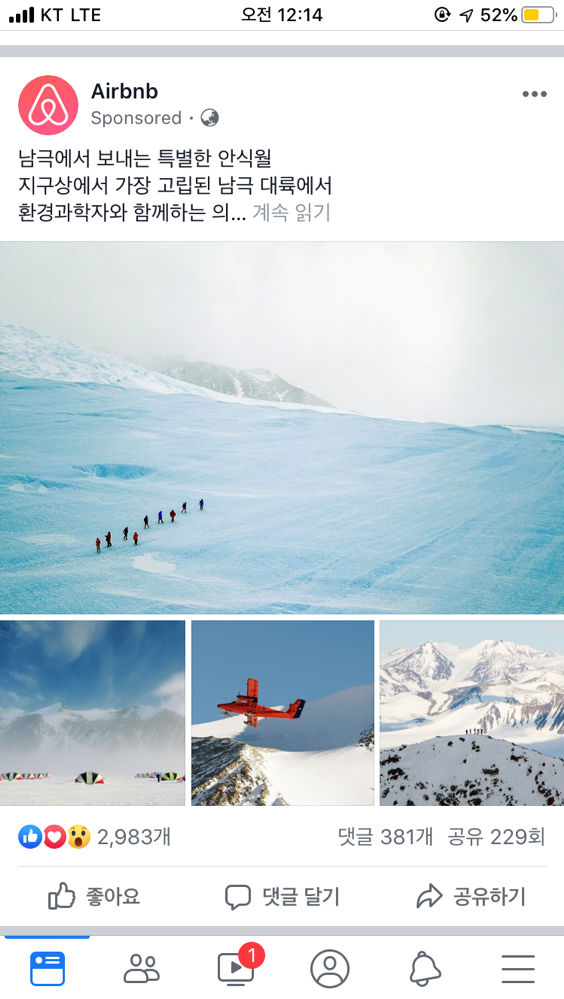 KT LTE 오전 12:14 52%
Airbnb
Sponsored ·
남극에서 보내는 특별한 안식월
지구상에서 가장 고립된 남극 대륙에서
환경과학자와 함께하는 의... 계속 읽기
2,983개 댓글 381개 공유 229회
좋아요 댓글 달기 공유하기
1